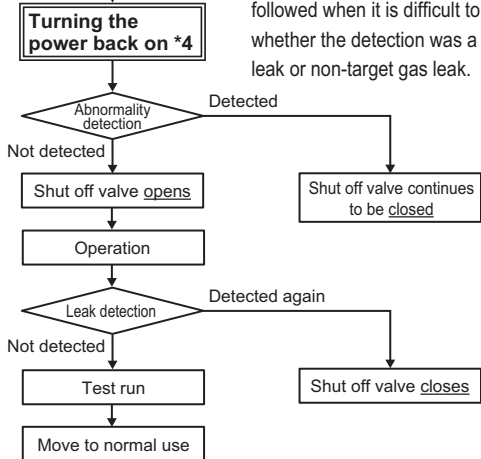 Turning the
power back on *4
followed when it is difficult to
whether the detection was a
leak or non-target gas leak.
Abnormality
detection
Detected
Not detected
Shut off valve opens
Shut off valve continues
to be closed
Operation
Leak detection
Detected again
Not detected
Test run
Shut off valve closes
Move to normal use